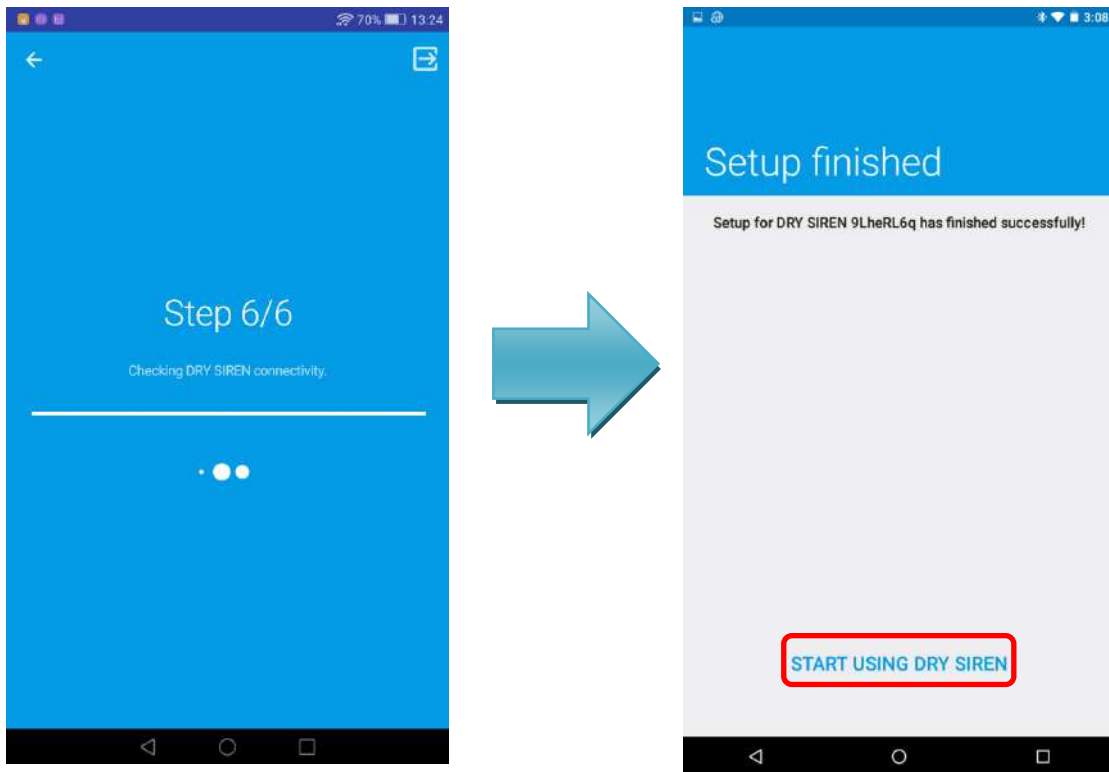 70% 13:24
Step 6/6
Checking DRY SIREN connectivity.
3:08
Setup finished
Setup for DRY SIREN 9LheRL6q has finished successfully!
START USING DRY SIREN